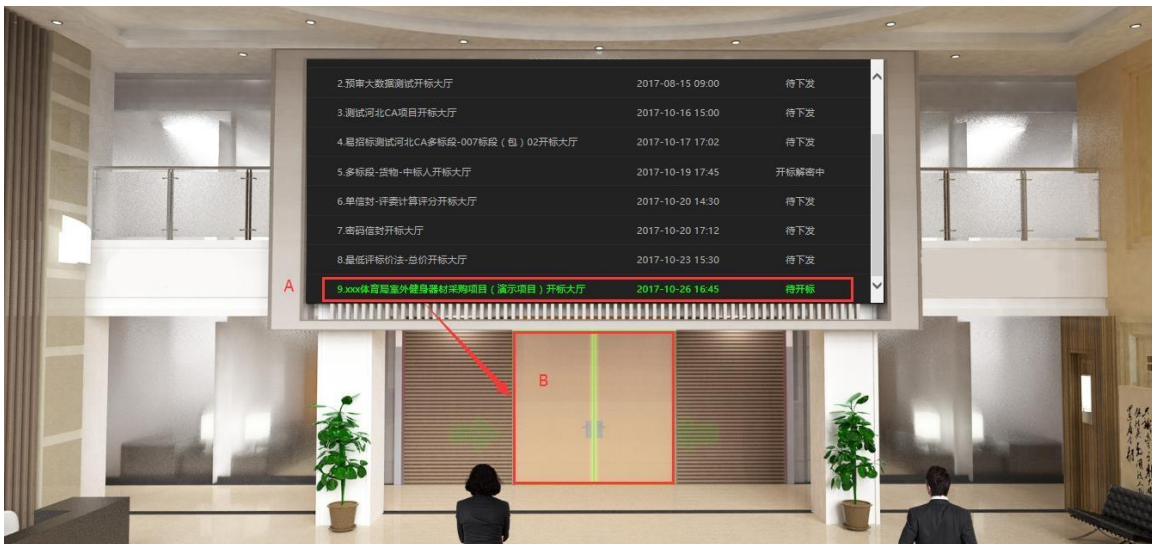 2.预审大数据测试开标大厅 2017-08-15 09:00 待下发
3.测试河北CA项目开标大厅 2017-10-16 15:00 待下发
4.易招标测试河北CA多标段-007标段（包）02开标大厅 2017-10-17 17:02 待下发
5.多标段-货物-中标人开标大厅 2017-10-19 17:45 开标解密中
6.单信封-评委计算评分开标大厅 2017-10-20 14:30 待下发
7.密码信封开标大厅 2017-10-20 17:12 待下发
8.最低评标价法-总价开标大厅 2017-10-23 15:30 待下发
A
9.xxx体育局室外健身器材采购项目（演示项目）开标大厅 2017-10-26 16:45 待开标
B